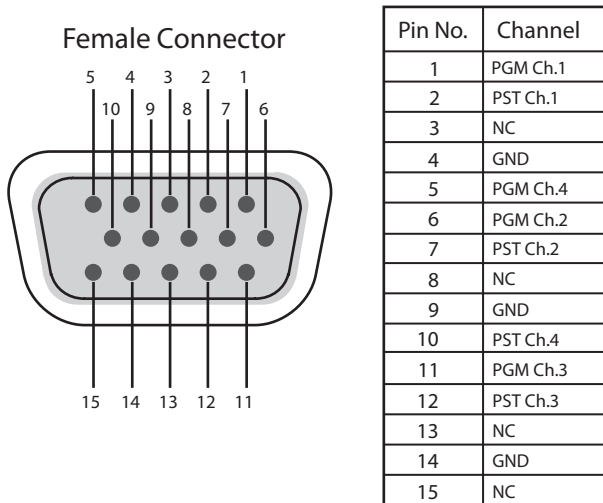 Female Connector
5 4 3 2 1
10 9 8 7 6
15 14 13 12 11
Pin No. Channel
1 PGM Ch.1
2 PST Ch.1
3 NC
4 GND
5 PGM Ch.4
6 PGM Ch.2
7 PST Ch.2
8 NC
9 GND
10 PST Ch.4
11 PGM Ch.3
12 PST Ch.3
13 NC
14 GND
15 NC